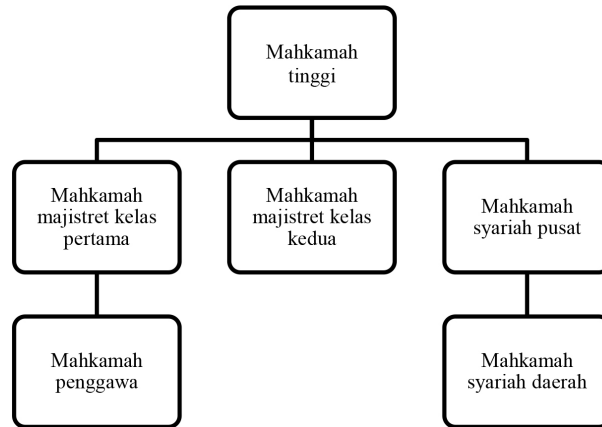 Mahkamah
tinggi
Mahkamah
majistret kelas
pertama
Mahkamah
majistret kelas
kedua
Mahkamah
syariah pusat
Mahkamah
penggawa
Mahkamah
syariah daerah